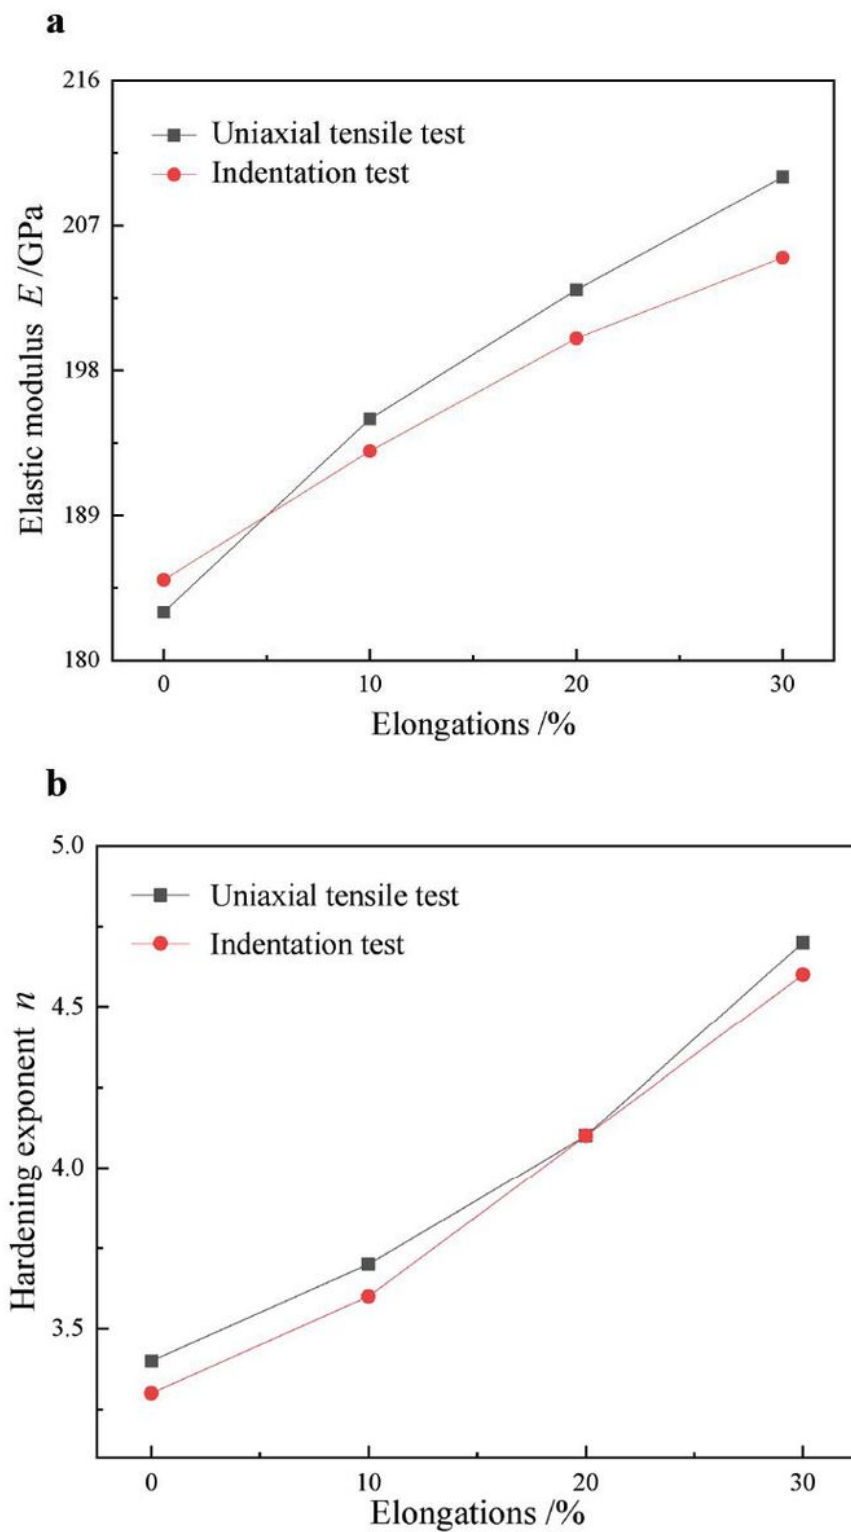 a
216
Uniaxial tensile test
Indentation test
207
198
189
180
Elastic modulus E /GPa
0 10 20 30
Elongations /%
b
5.0
Uniaxial tensile test
Indentation test
4.5
4.0
3.5
Hardening exponent n
0 10 20 30
Elongations /%